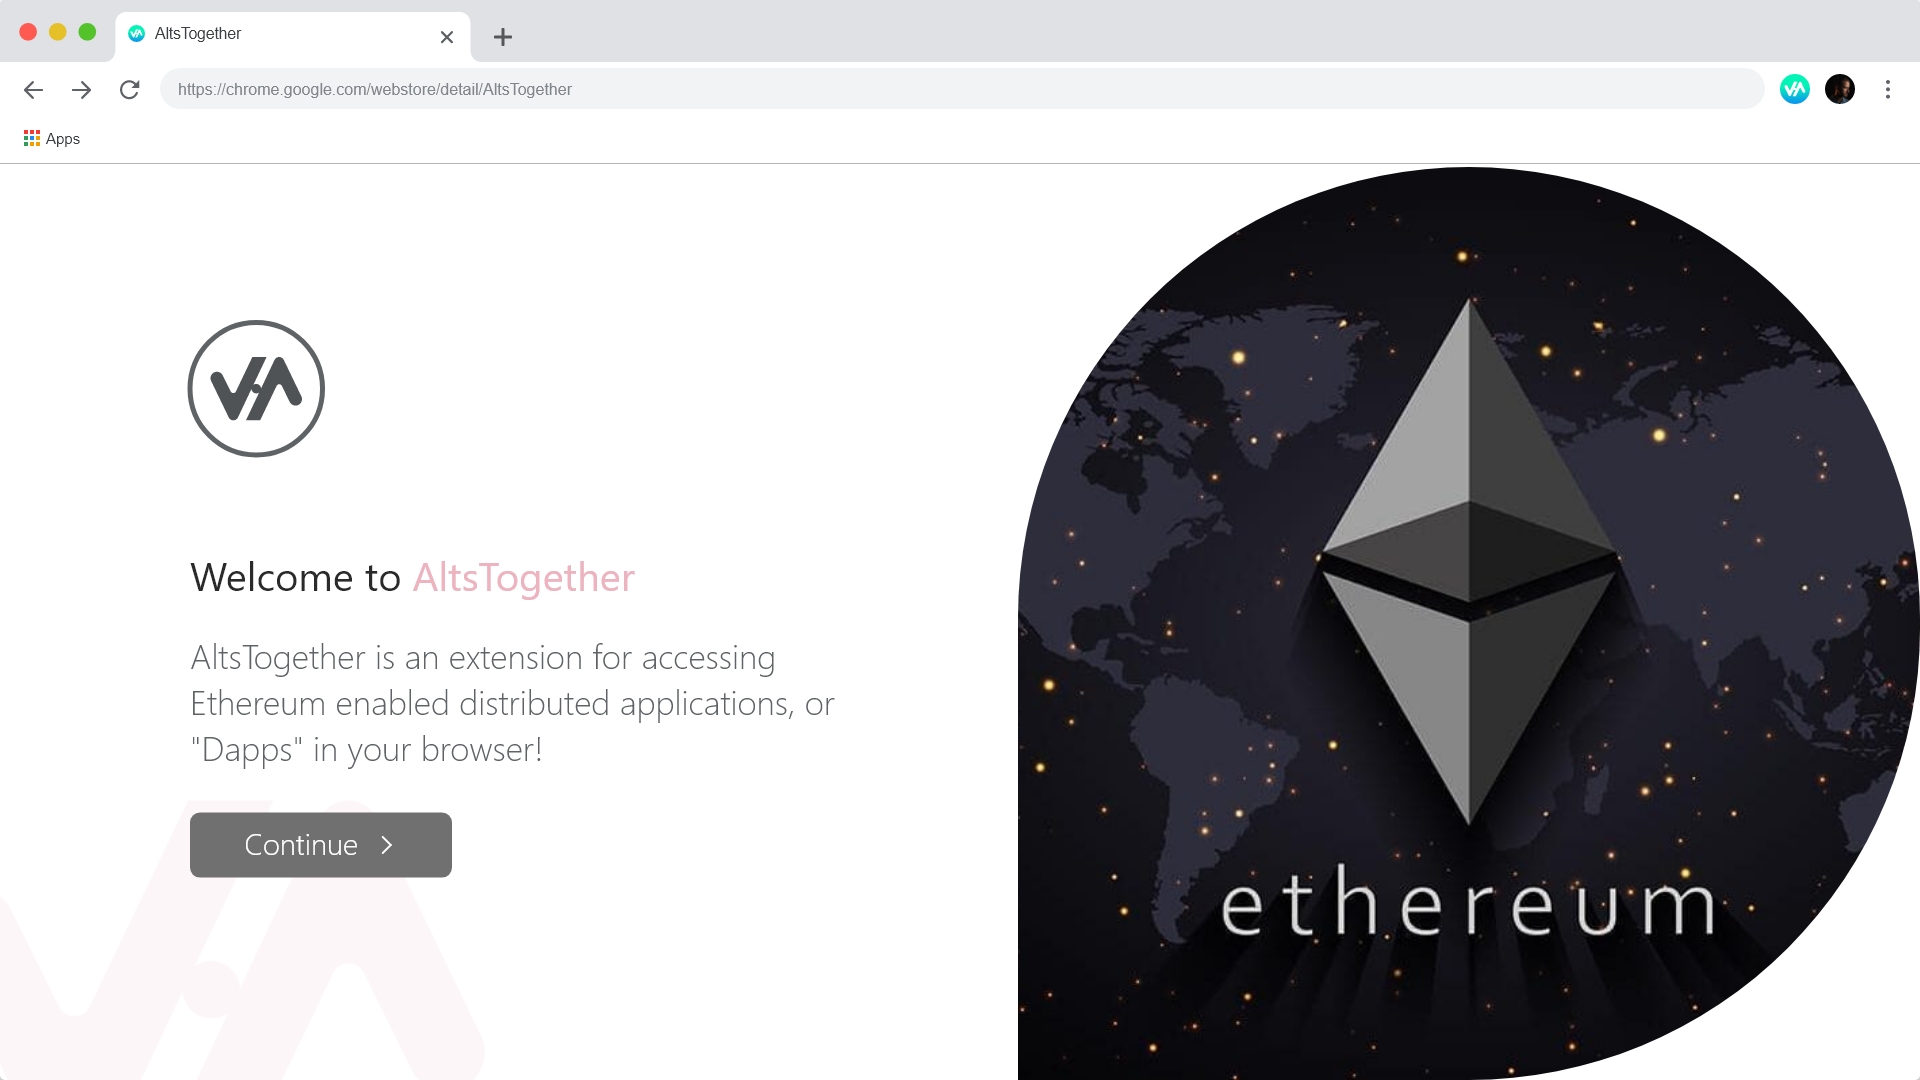 AltsTogether
https://chrome.google.com/webstore/detail/AltsTogether
Apps
Welcome to AltsTogether
AltsTogether is an extension for accessing
Ethereum enabled distributed applications, or
"Dapps" in your browser!
Continue
ethereum